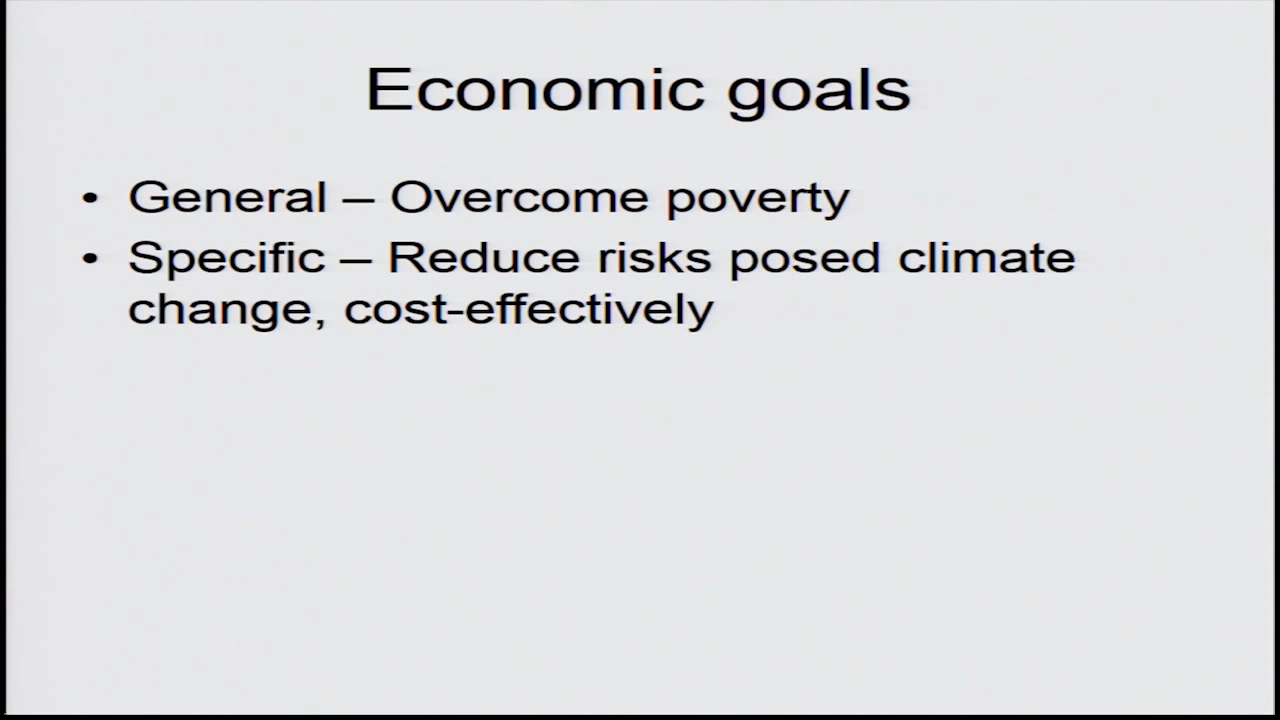 Economic goals
• General – Overcome poverty
• Specific – Reduce risks posed climate
change, cost-effectively